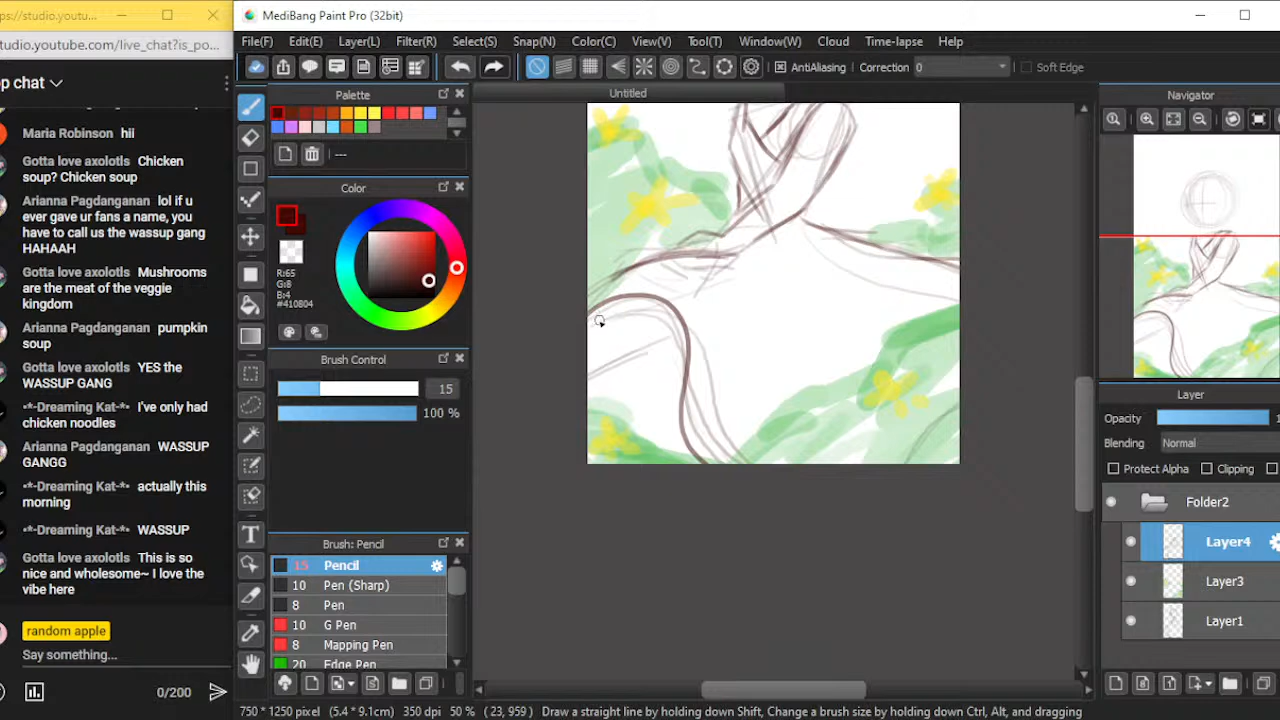 ps://studio.youtu...
studio.youtube.com/live_chat?is_po...
op chat
Maria Robinson hii
Gotta love axolotls Chicken
soup? Chicken soup
Arianna Pagdanganan lol if u
ever gave ur fans a name, you
have to call us the wassup gang
HAHAAH
Gotta love axolotls Mushrooms
are the meat of the veggie
kingdom
Arianna Pagdanganan pumpkin
soup
Gotta love axolotls YES the
WASSUP GANG
•*•-Dreaming Kat-•*• I've only had
chicken noodles
Arianna Pagdanganan WASSUP
GANGG
•*•-Dreaming Kat-•*• actually this
morning
•*•-Dreaming Kat-•*• WASSUP
Gotta love axolotls This is so
nice and wholesome~ I love the
vibe here
random apple
Say something...
0/200
MediBang Paint Pro (32bit)
File(F) Edit(E) Layer(L) Filter(R) Select(S) Snap(N) Color(C) View(V) Tool(T) Window(W) Cloud Time-lapse Help
AntiAliasing Correction 0 Soft Edge
Palette
---
Color
R:65
G:8
B:4
#410804
Brush Control
15
100 %
Brush: Pencil
15 Pencil
10 Pen (Sharp)
8 Pen
10 G Pen
8 Mapping Pen
20 Edge Pen
T
Untitled
Navigator
Layer
Opacity 1
Blending Normal
Protect Alpha Clipping
Folder2
Layer4
Layer3
Layer1
750 * 1250 pixel (5.4 * 9.1cm) 350 dpi 50 % ( 23, 959 ) Draw a straight line by holding down Shift, Change a brush size by holding down Ctrl, Alt, and dragging